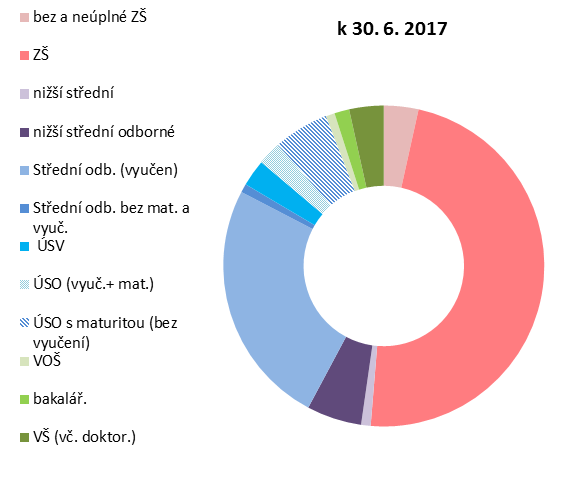 k 30. 6. 2017
bez a neúplné ZŠ
ZŠ
nižší střední
nižší střední odborné
Střední odb. (vyučen)
Střední odb. bez mat. a
vyuč.
ÚSV
ÚSO (vyuč.+ mat.)
ÚSO s maturitou (bez
vyučení)
VOŠ
bakalář.
VŠ (vč. doktor.)